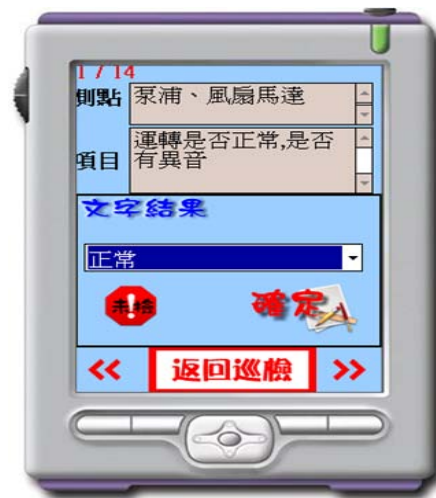 1 / 14
測點
泵浦、風扇馬達
項目
運轉是否正常,是否
有異音
文字結果
正常
未檢
確定
<< 返回巡檢 >>